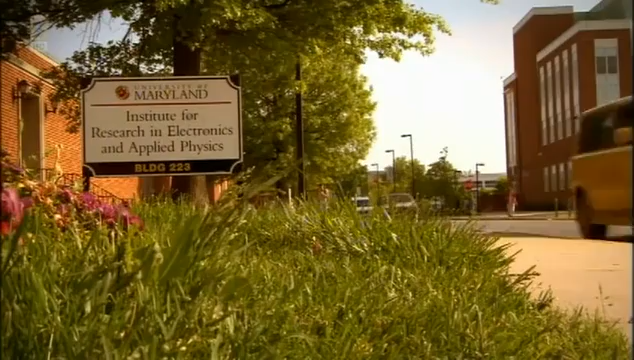 UNIVERSITY OF
MARYLAND
Institute for
Research in Electronics
and Applied Physics
BLDG 223